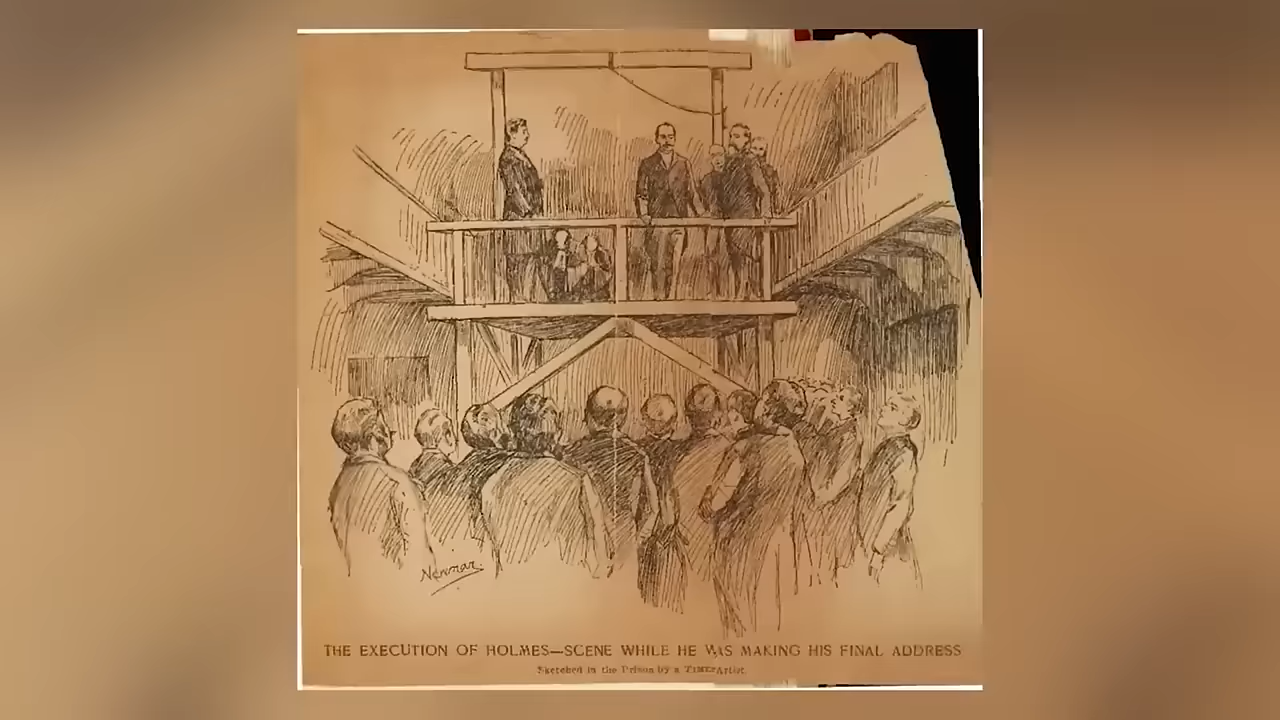 Newman.
THE EXECUTION OF HOLMES—SCENE WHILE HE WAS MAKING HIS FINAL ADDRESS
Sketched in the Prison by a TIMES Artist.